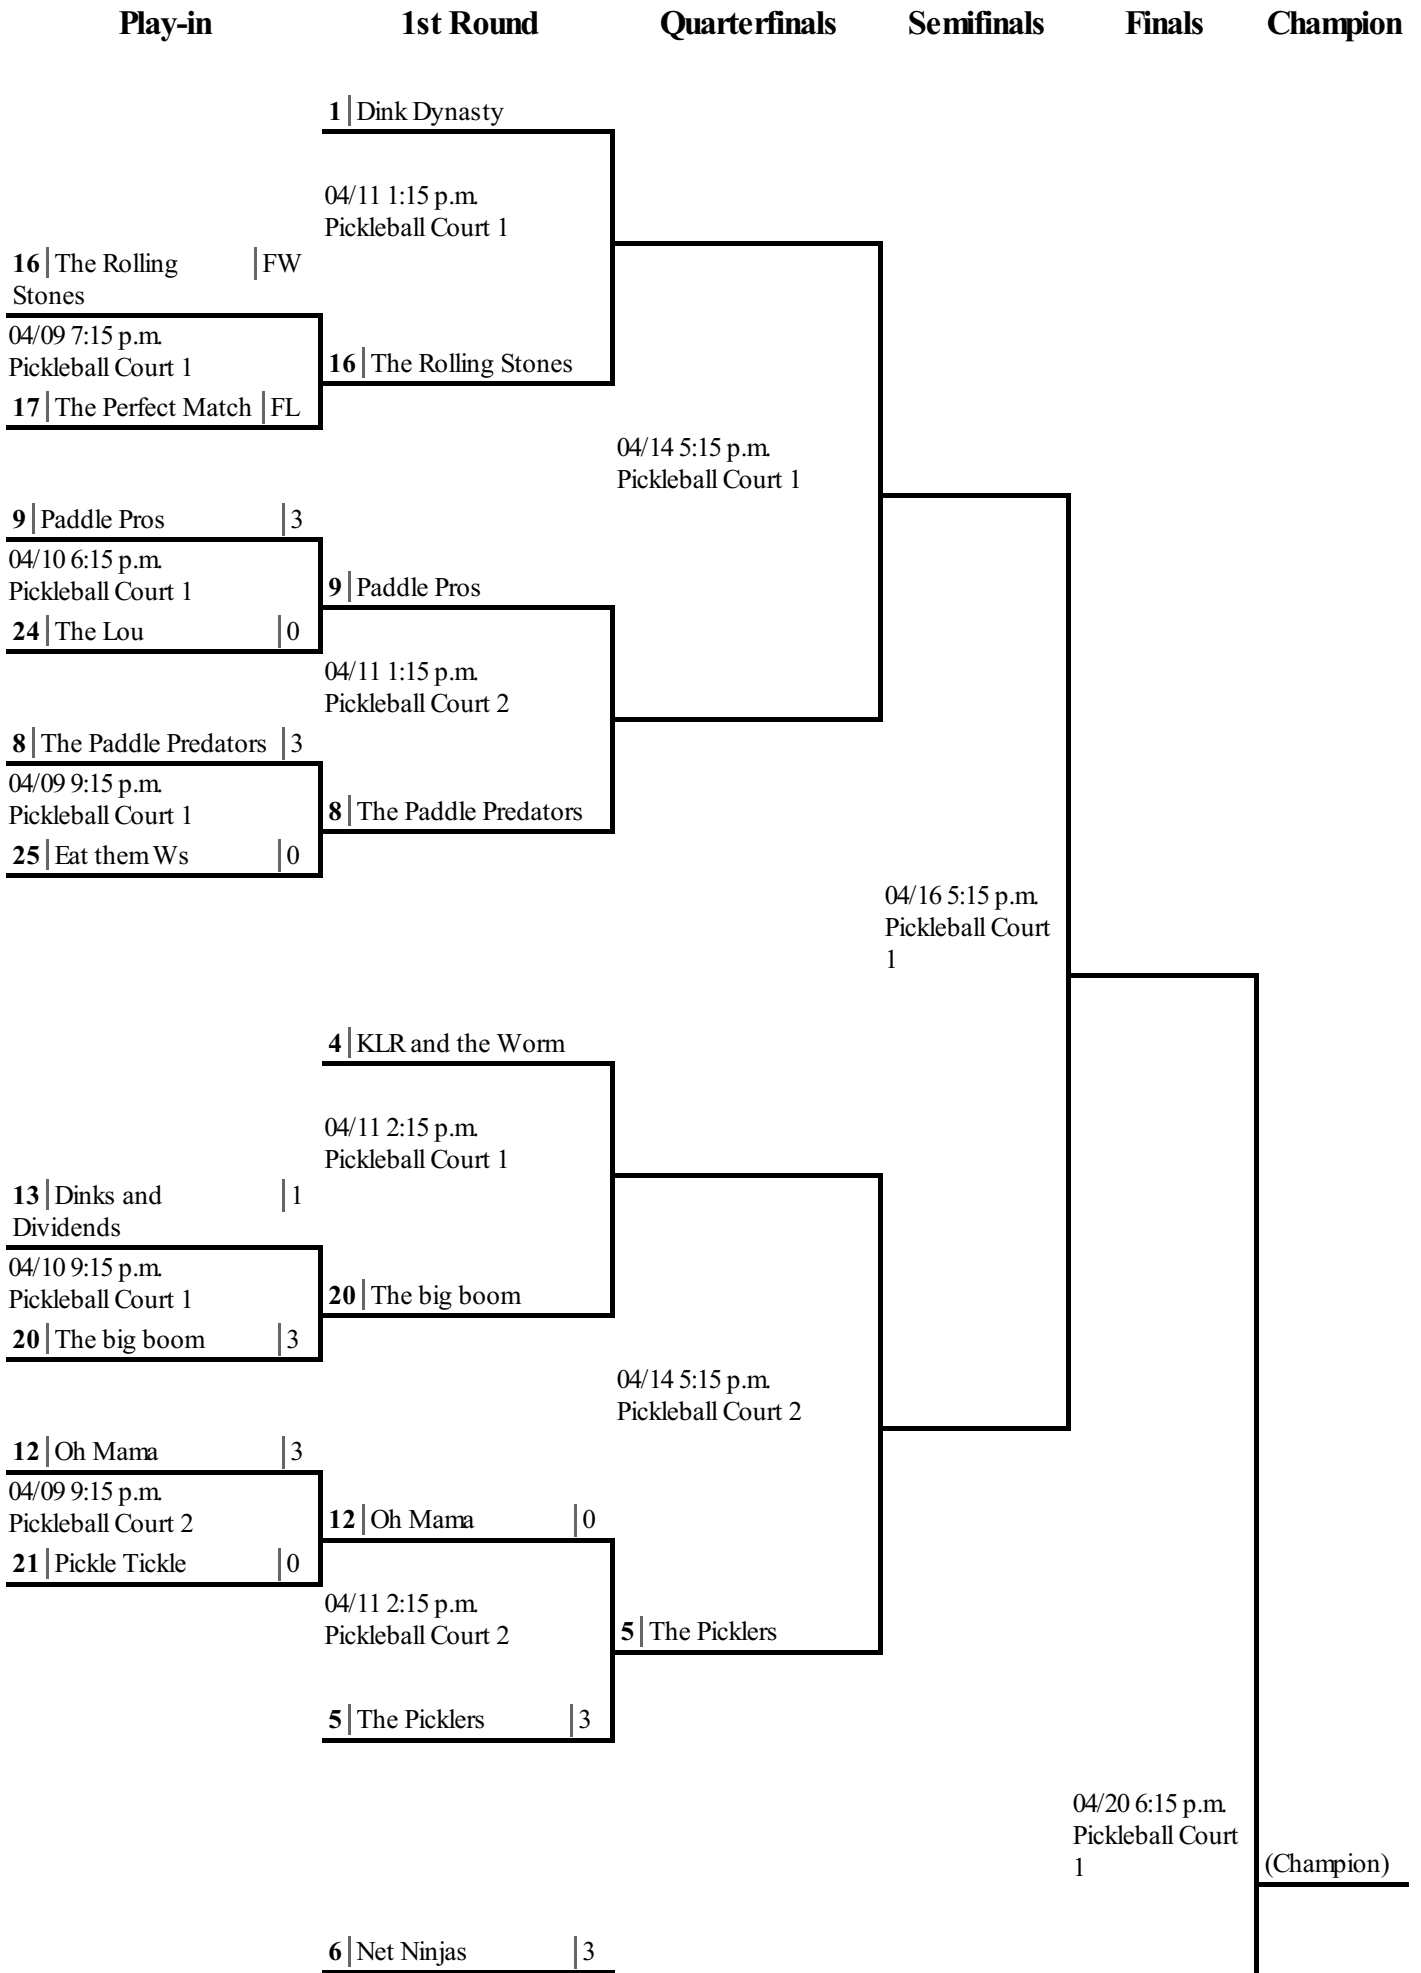 Play-in 1st Round Quarterfinals Semifinals Finals Champion
1 Dink Dynasty
04/11 1:15 p.m.
Pickleball Court 1
16 The Rolling FW
Stones
04/09 7:15 p.m.
Pickleball Court 1
16 The Rolling Stones
17 The Perfect Match FL
04/14 5:15 p.m.
Pickleball Court 1
9 Paddle Pros 3
04/10 6:15 p.m.
Pickleball Court 1
9 Paddle Pros
24 The Lou 0
04/11 1:15 p.m.
Pickleball Court 2
8 The Paddle Predators 3
04/09 9:15 p.m.
Pickleball Court 1
8 The Paddle Predators
25 Eat them Ws 0
04/16 5:15 p.m.
Pickleball Court
1
4 KLR and the Worm
04/11 2:15 p.m.
Pickleball Court 1
13 Dinks and 1
Dividends
04/10 9:15 p.m.
Pickleball Court 1
20 The big boom
20 The big boom 3
04/14 5:15 p.m.
Pickleball Court 2
12 Oh Mama 3
04/09 9:15 p.m.
Pickleball Court 2
12 Oh Mama 0
21 Pickle Tickle 0
04/11 2:15 p.m.
Pickleball Court 2
5 The Picklers
5 The Picklers 3
04/20 6:15 p.m.
Pickleball Court
1
(Champion)
6 Net Ninjas 3